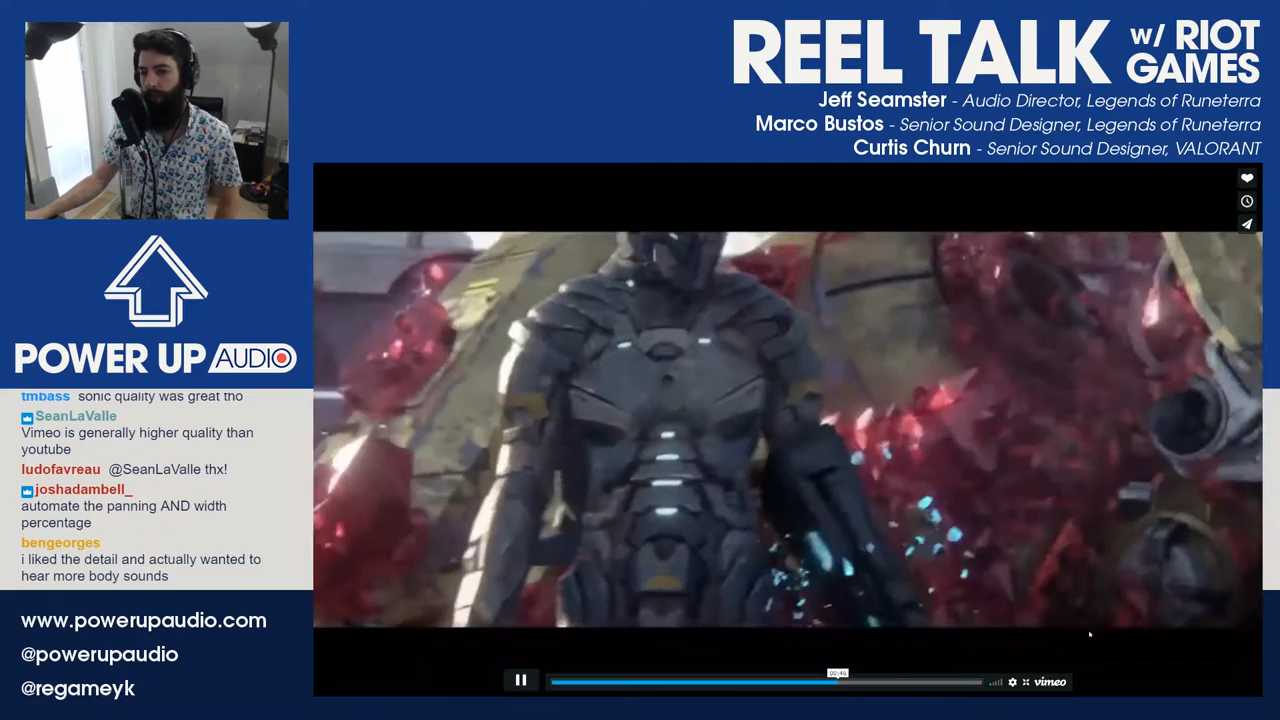 REEL TALK w/ RIOT GAMES
Jeff Seamster - Audio Director, Legends of Runeterra
Marco Bustos - Senior Sound Designer, Legends of Runeterra
Curtis Churn - Senior Sound Designer, VALORANT
POWER UP AUDIO
tmbass sonic quality was great tho
SeanLaValle
Vimeo is generally higher quality than
youtube
ludofavreau @SeanLaValle thx!
joshadambell_
automate the panning AND width
percentage
bengeorges
i liked the detail and actually wanted to
hear more body sounds
www.powerupaudio.com
@powerupaudio
@regameyk
00:46
vimeo